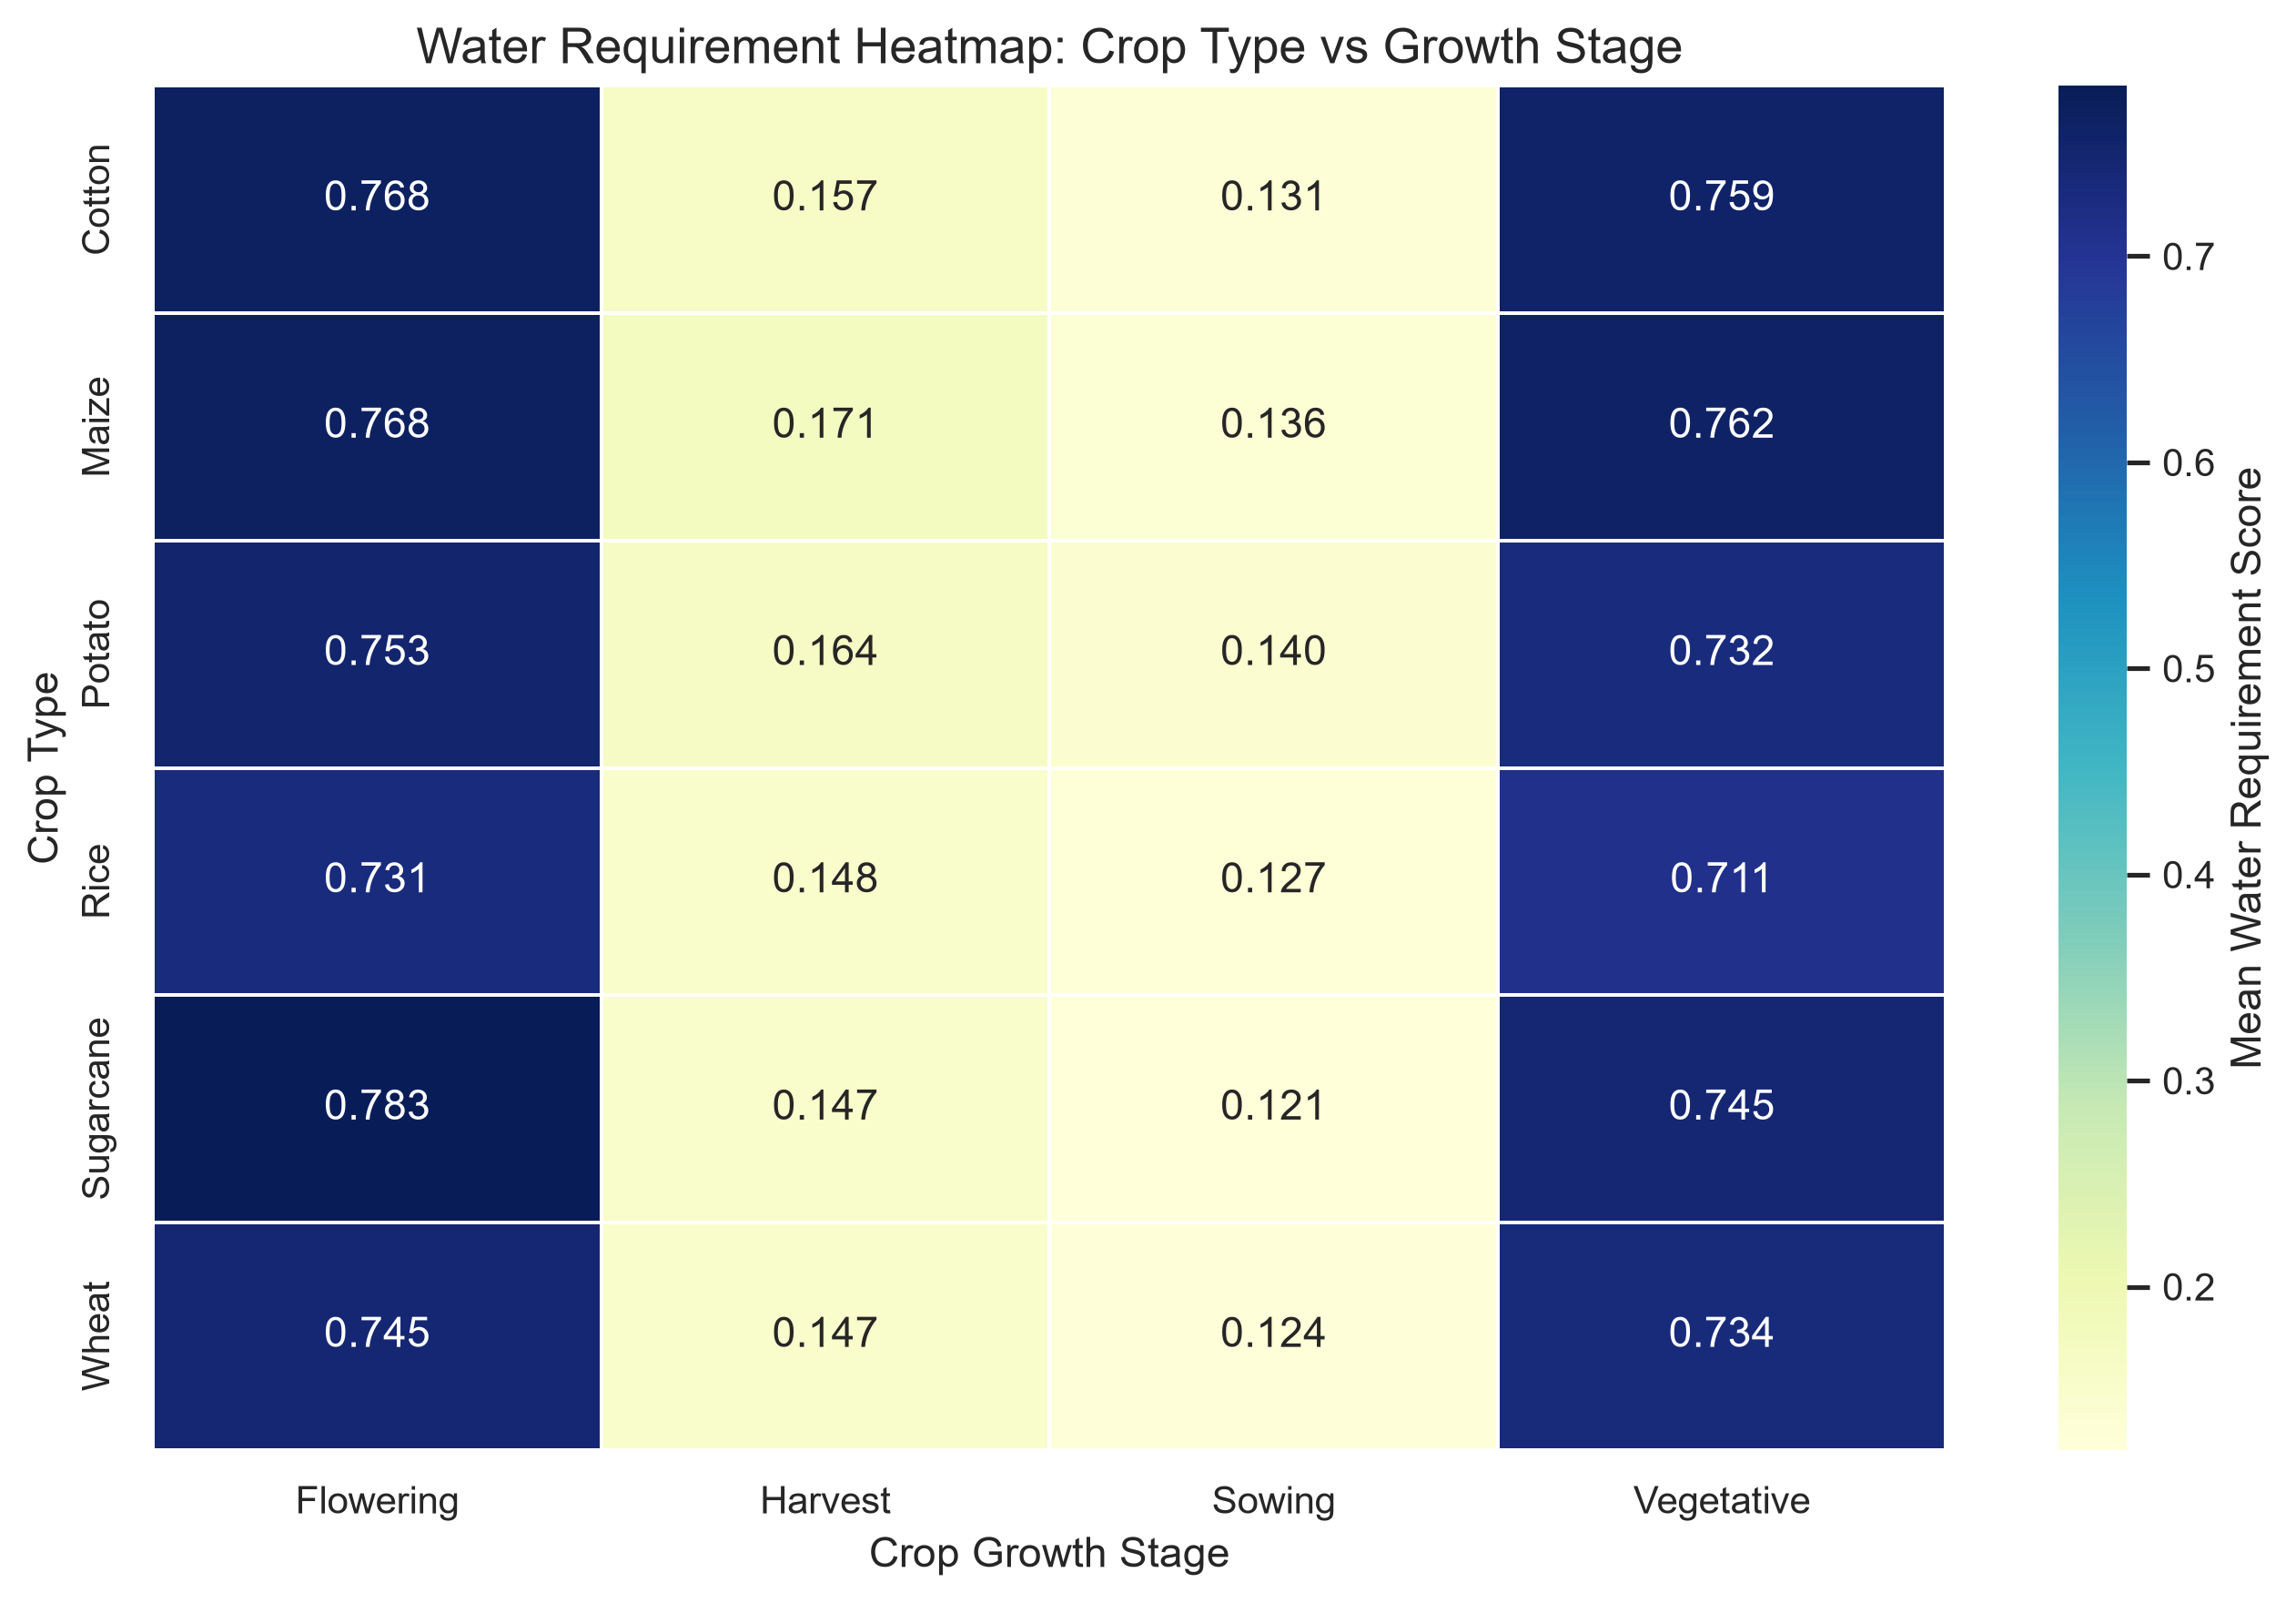 Water Requirement Heatmap: Crop Type vs Growth Stage
Crop Type
Cotton
0.768 0.157 0.131 0.759
Maize
0.768 0.171 0.136 0.762
Potato
0.753 0.164 0.140 0.732
Rice
0.731 0.148 0.127 0.711
Sugarcane
0.783 0.147 0.121 0.745
Wheat
0.745 0.147 0.124 0.734
Flowering Harvest Sowing Vegetative
Crop Growth Stage
0.7
0.6
0.5
0.4
0.3
0.2
Mean Water Requirement Score